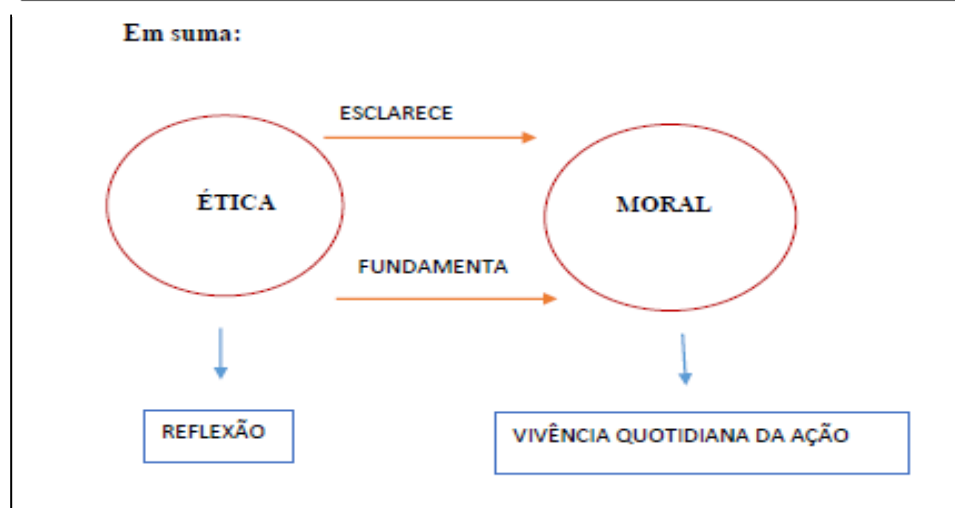 Em suma:
ESCLARECE
ÉTICA
MORAL
FUNDAMENTA
REFLEXÃO
VIVÊNCIA QUOTIDIANA DA AÇÃO